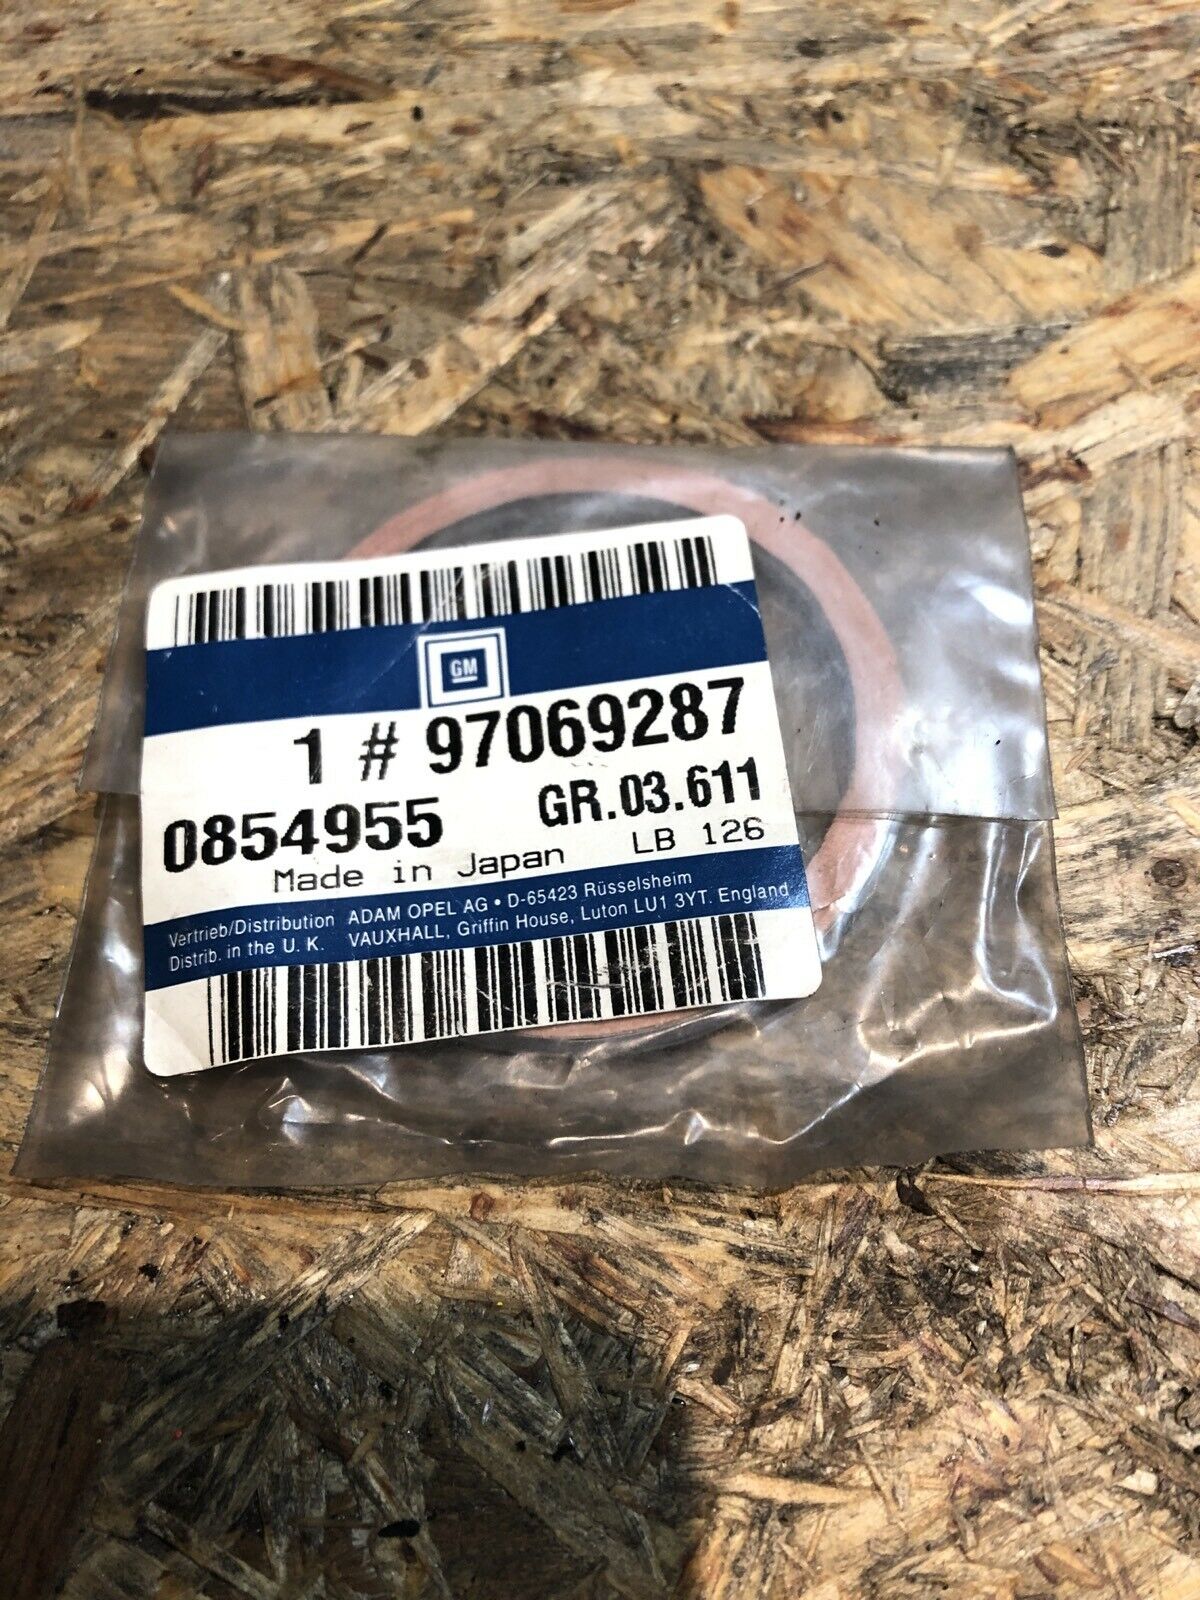 GM
1 # 97069287
0854955 GR.03.611
Made in Japan LB 126
Vertrieb/Distribution ADAM OPEL AG • D-65423 Rüsselsheim
Distrib. in the U. K. VAUXHALL, Griffin House, Luton LU1 3YT. England